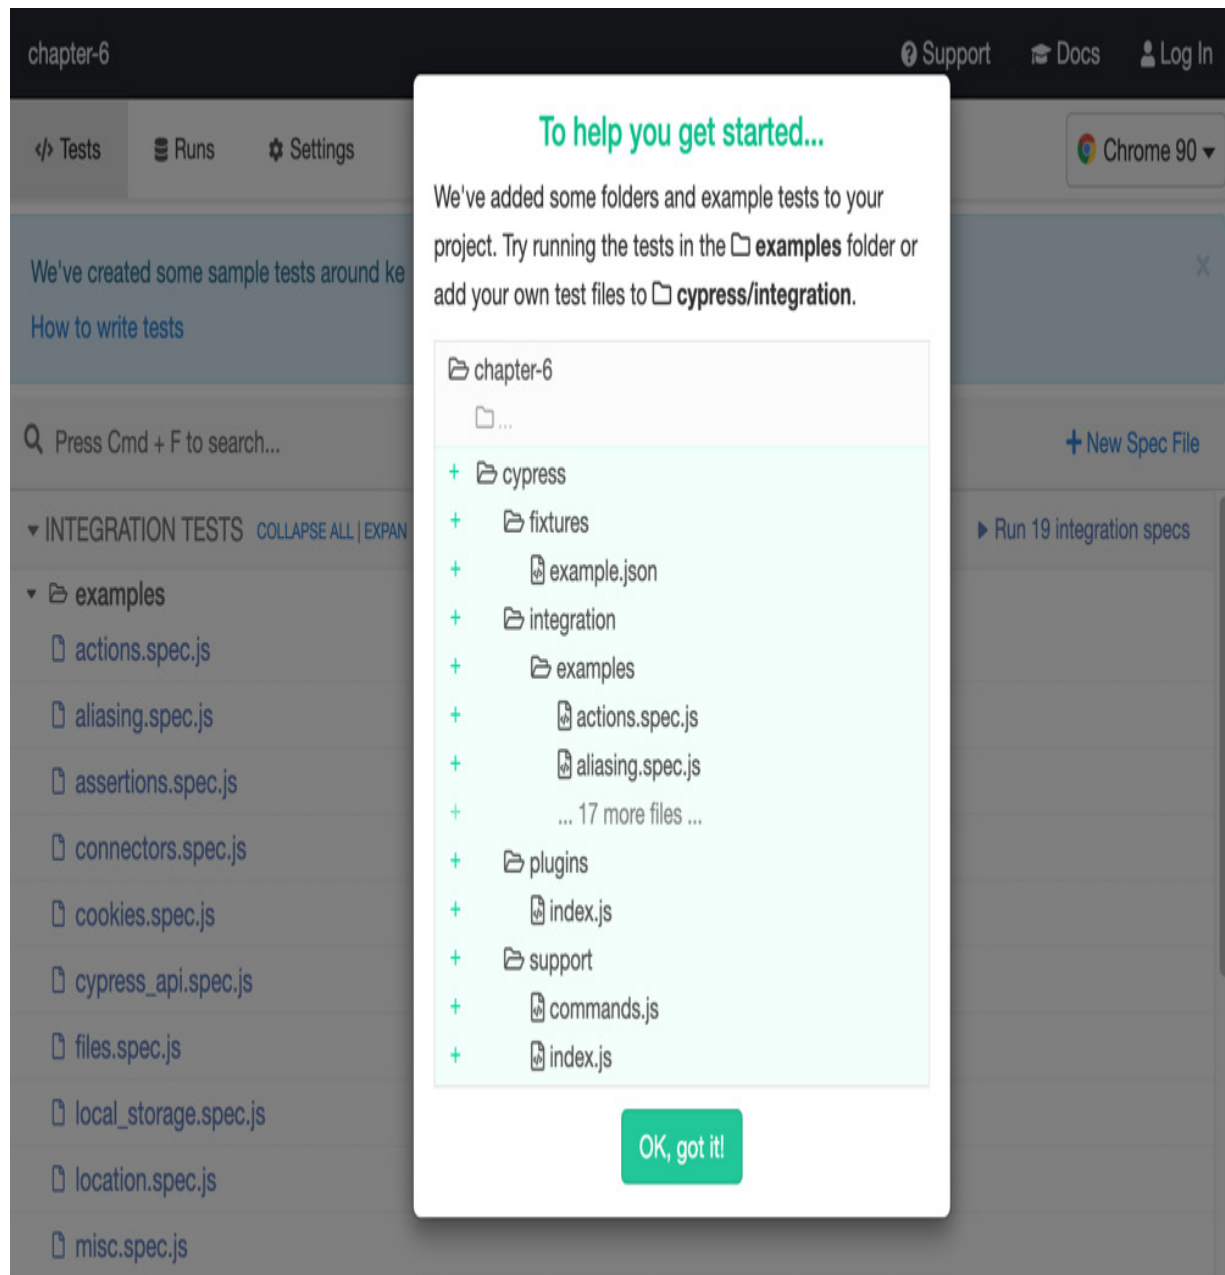 chapter-6
Support
Docs
Log In
Tests
Runs
Settings
Chrome 90
We've created some sample tests around ke
How to write tests
X
Press Cmd + F to search...
+ New Spec File
INTEGRATION TESTS COLLAPSE ALL | EXPAN
Run 19 integration specs
examples
actions.spec.js
aliasing.spec.js
assertions.spec.js
connectors.spec.js
cookies.spec.js
cypress_api.spec.js
files.spec.js
local_storage.spec.js
location.spec.js
misc.spec.js
To help you get started...
We've added some folders and example tests to your
project. Try running the tests in the examples folder or
add your own test files to cypress/integration.
chapter-6
...
+ cypress
+ fixtures
+ example.json
+ integration
+ examples
+ actions.spec.js
+ aliasing.spec.js
+ ... 17 more files ...
+ plugins
+ index.js
+ support
+ commands.js
+ index.js
OK, got it!